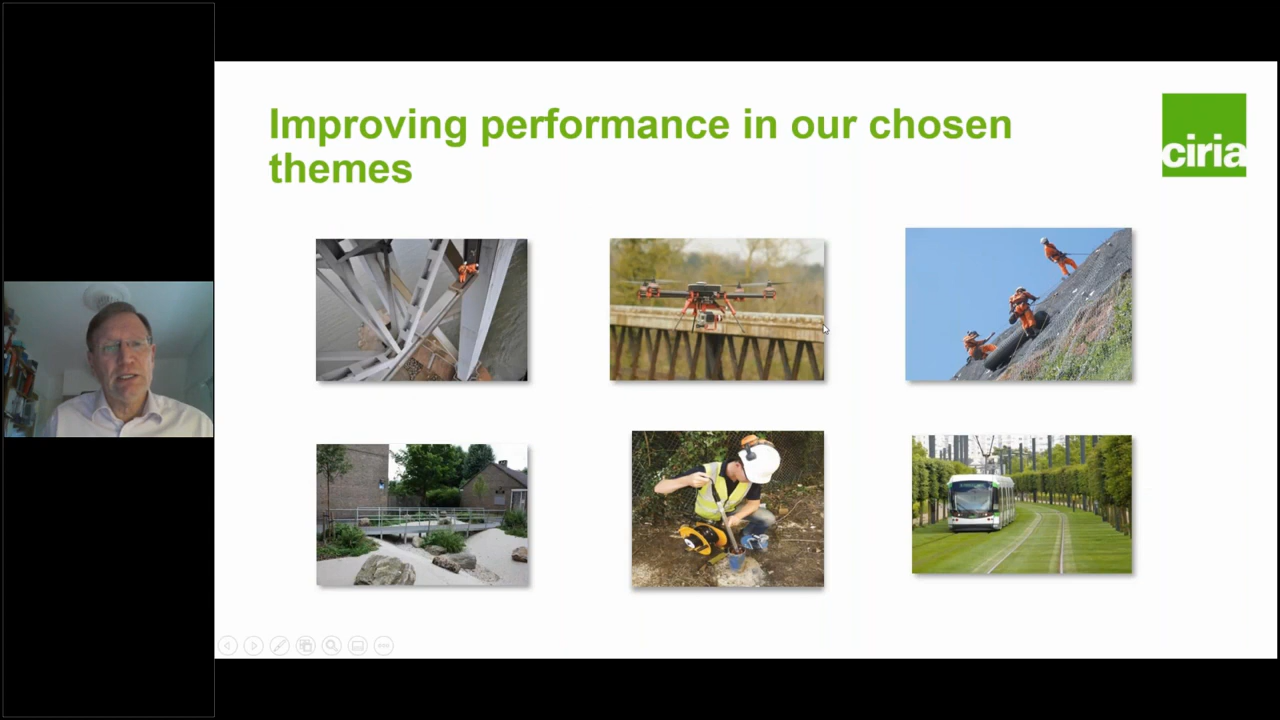 Improving performance in our chosen
themes
ciria